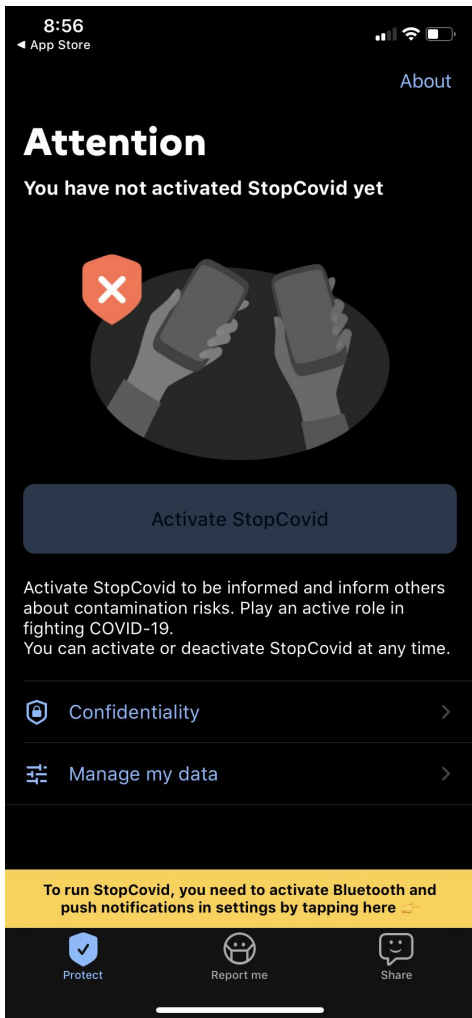 8:56
◀ App Store
About
Attention
You have not activated StopCovid yet
Activate StopCovid
Activate StopCovid to be informed and inform others
about contamination risks. Play an active role in
fighting COVID-19.
You can activate or deactivate StopCovid at any time.
Confidentiality
Manage my data
To run StopCovid, you need to activate Bluetooth and
push notifications in settings by tapping here 👉
Protect
Report me
Share